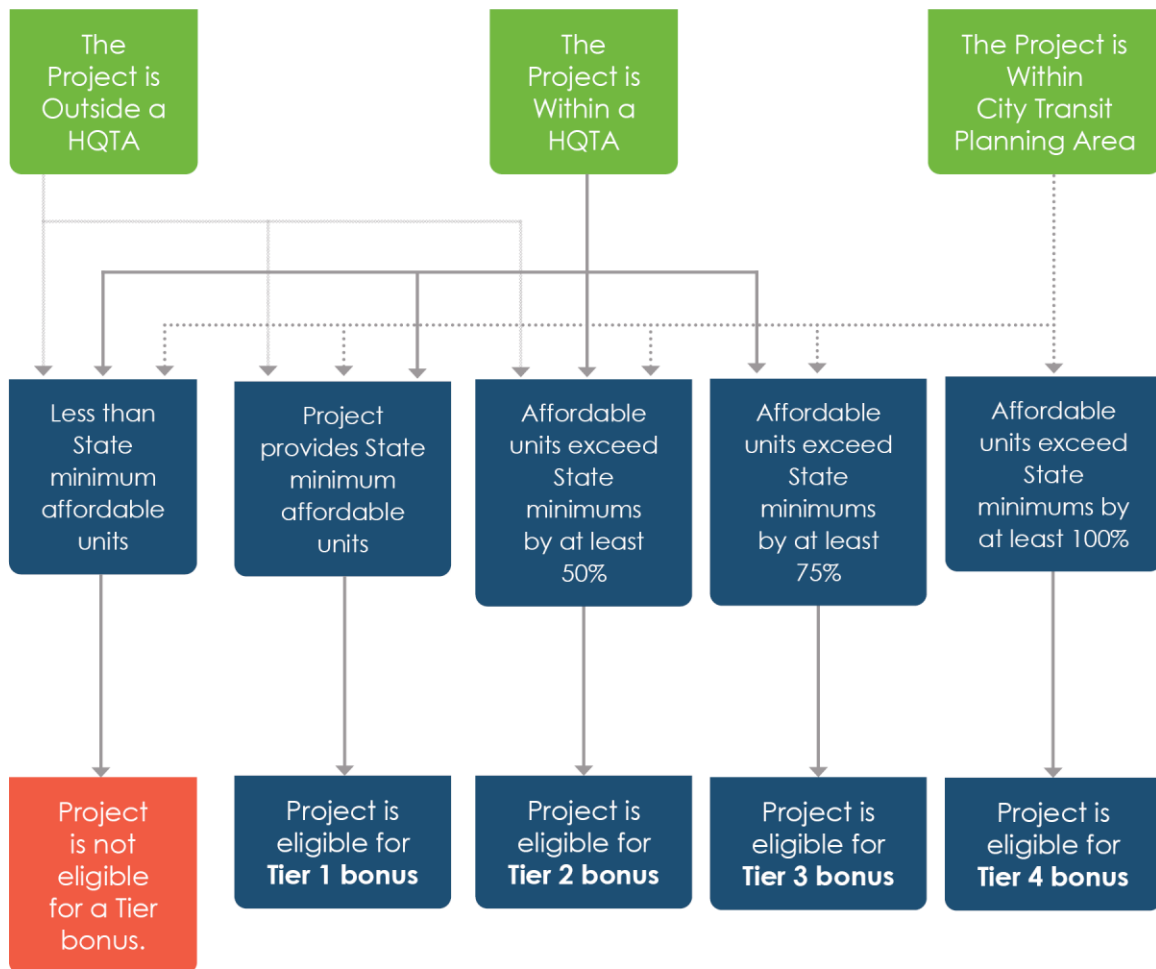 The
Project is
Outside a
HQTA
The
Project is
Within a
HQTA
The Project is
Within
City Transit
Planning Area
Less than
State
minimum
affordable
units
Project
provides State
minimum
affordable
units
Affordable
units exceed
State
minimums
by at least
50%
Affordable
units exceed
State
minimums
by at least
75%
Affordable
units exceed
State
minimums by
at least 100%
Project
is not
eligible
for a Tier
bonus.
Project is
eligible for
Tier 1 bonus
Project is
eligible for
Tier 2 bonus
Project is
eligible for
Tier 3 bonus
Project is
eligible for
Tier 4 bonus